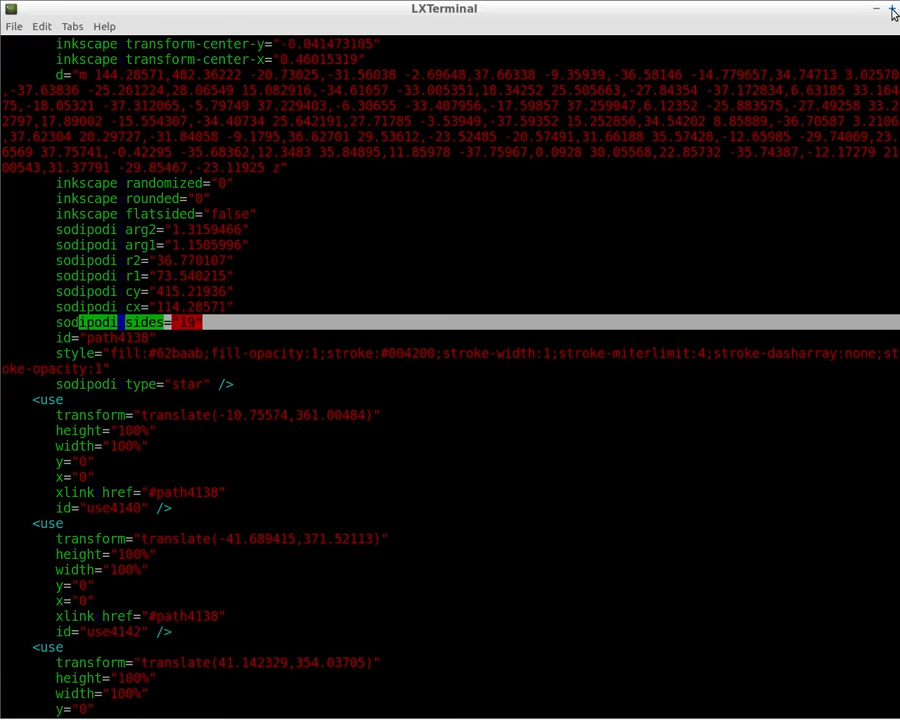 LXTerminal
File Edit Tabs Help
inkscape:transform-center-y="-0.041473105"
inkscape:transform-center-x="0.46015319"
d="m 144.28571,482.36222 -20.73025,-31.56038 -2.69648,37.66338 -9.35939,-36.58146 -14.779657,34.74713 3.02570
,-37.63836 -25.261224,28.06549 15.082916,-34.61657 -33.005351,18.34252 25.505663,-27.84354 -37.172834,6.63185 33.164
75,-18.05321 -37.312065,-5.79749 37.229403,-6.30655 -33.407956,-17.59857 37.259947,6.12352 -25.883575,-27.49258 33.2
2797,17.89002 -15.554307,-34.40734 25.642191,27.71785 -3.53949,-37.59352 15.252856,34.54202 8.85889,-36.70587 3.2106
,37.62304 20.29727,-31.84058 -9.1795,36.62701 29.53612,-23.52485 -20.57491,31.66188 35.57428,-12.65985 -29.74069,23.
6569 37.75741,-0.42295 -35.68362,12.3483 35.84895,11.85978 -37.75967,0.0928 30.05568,22.85732 -35.74387,-12.17279 21
00543,31.37791 -29.85467,-23.11925 z"
inkscape:randomized="0"
inkscape:rounded="0"
inkscape:flatsided="false"
sodipodi:arg2="1.3159466"
sodipodi:arg1="1.1505996"
sodipodi:r2="36.770107"
sodipodi:r1="73.540215"
sodipodi:cy="415.21936"
sodipodi:cx="114.28571"
sodipodi:sides="19"
id="path4138"
style="fill:#62baab;fill-opacity:1;stroke:#004200;stroke-width:1;stroke-miterlimit:4;stroke-dasharray:none;st
oke-opacity:1"
sodipodi:type="star" />
<use
transform="translate(-10.75574,361.00484)"
height="100%"
width="100%"
y="0"
x="0"
xlink:href="#path4138"
id="use4140" />
<use
transform="translate(-41.689415,371.52113)"
height="100%"
width="100%"
y="0"
x="0"
xlink:href="#path4138"
id="use4142" />
<use
transform="translate(41.142329,354.03705)"
height="100%"
width="100%"
y="0"